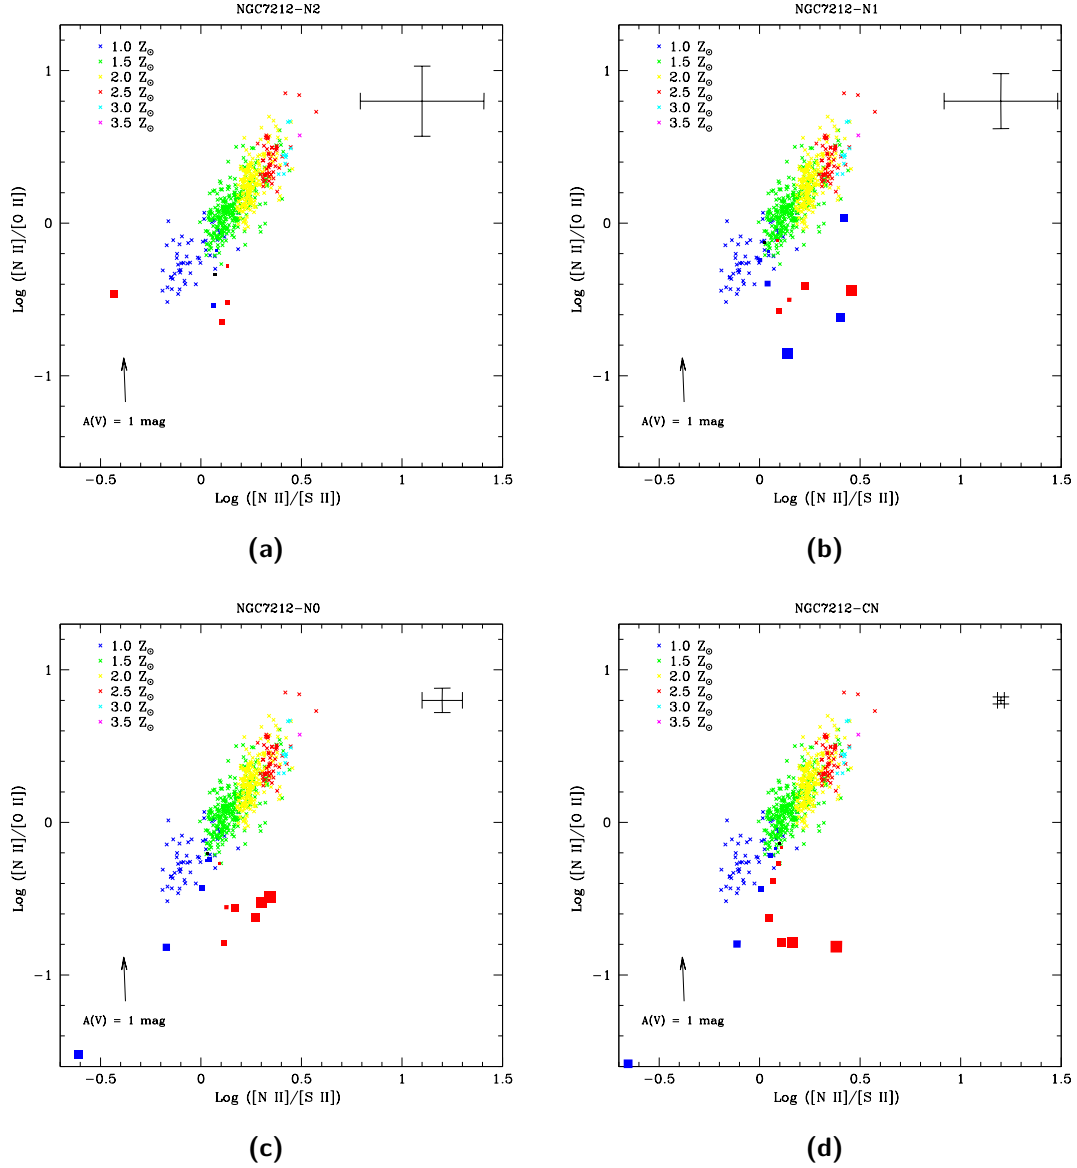 NGC7212-N2
1.0 Z⊙
1.5 Z⊙
2.0 Z⊙
2.5 Z⊙
3.0 Z⊙
3.5 Z⊙
1
0
−1
Log ([N II]/[O II])
A(V) = 1 mag
−0.5 0 0.5 1 1.5
Log ([N II]/[S II])
(a)
NGC7212-N1
1.0 Z⊙
1.5 Z⊙
2.0 Z⊙
2.5 Z⊙
3.0 Z⊙
3.5 Z⊙
1
0
−1
Log ([N II]/[O II])
A(V) = 1 mag
−0.5 0 0.5 1 1.5
Log ([N II]/[S II])
(b)
NGC7212-N0
1.0 Z⊙
1.5 Z⊙
2.0 Z⊙
2.5 Z⊙
3.0 Z⊙
3.5 Z⊙
1
0
−1
Log ([N II]/[O II])
A(V) = 1 mag
−0.5 0 0.5 1 1.5
Log ([N II]/[S II])
(c)
NGC7212-CN
1.0 Z⊙
1.5 Z⊙
2.0 Z⊙
2.5 Z⊙
3.0 Z⊙
3.5 Z⊙
1
0
−1
Log ([N II]/[O II])
A(V) = 1 mag
−0.5 0 0.5 1 1.5
Log ([N II]/[S II])
(d)